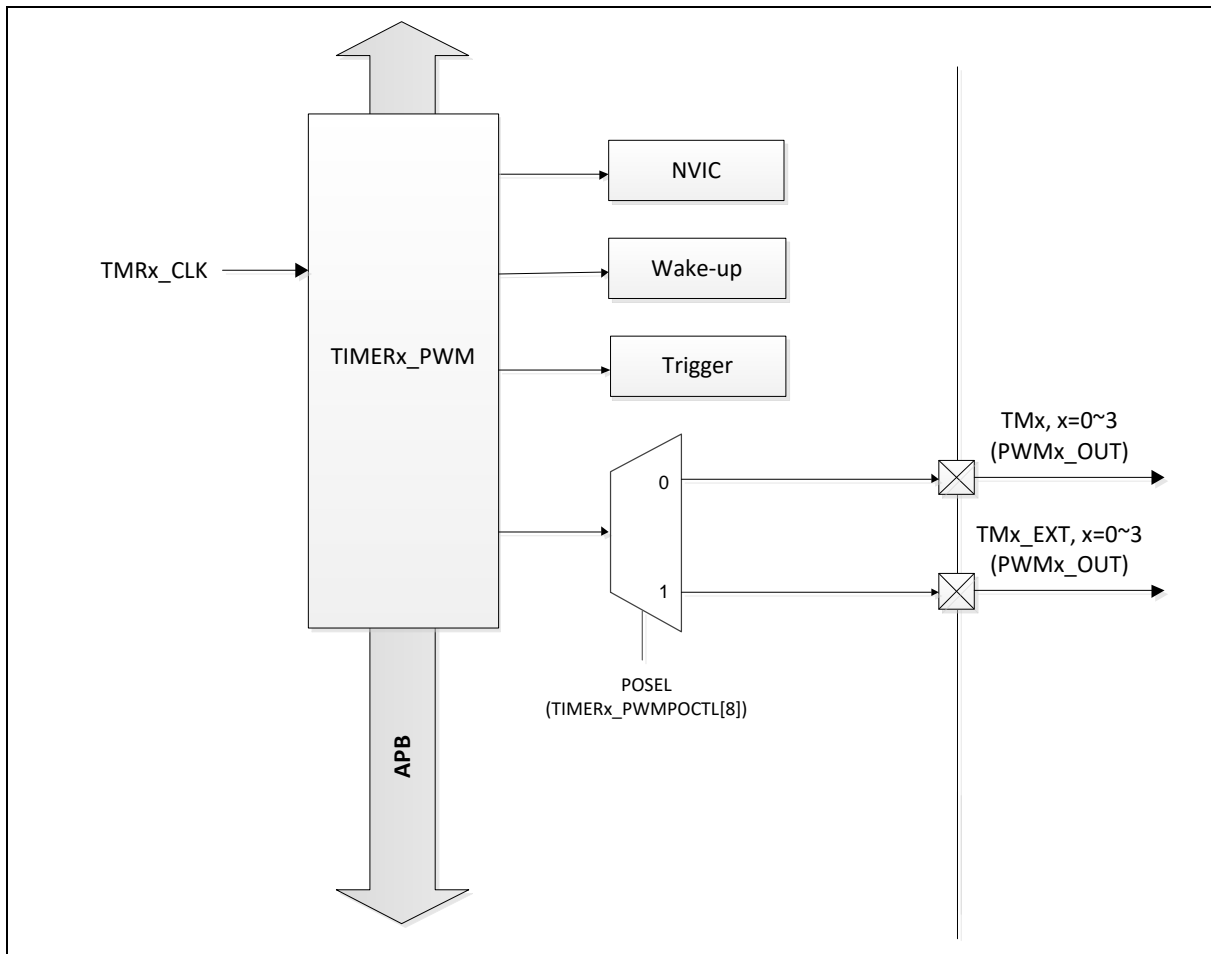 NVIC
TMRx_CLK
Wake-up
TIMERx_PWM
Trigger
TMx, x=0~3
(PWMx_OUT)
0
TMx_EXT, x=0~3
(PWMx_OUT)
1
POSEL
(TIMERx_PWMPOCTL[8])
APB